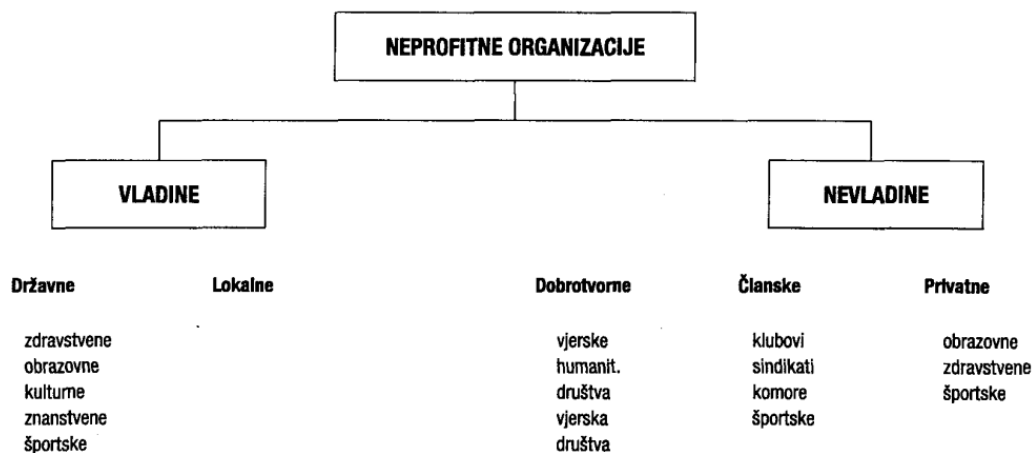 NEPROFITNE ORGANIZACIJE
VLADINE
NEVLADINE
Državne
Lokalne
Dobrotvorne
Članske
Privatne
zdravstvene
obrazovne
kulturne
znanstvene
športske
vjerske
humanit.
društva
vjerska
društva
klubovi
sindikati
komore
športske
obrazovne
zdravstvene
športske